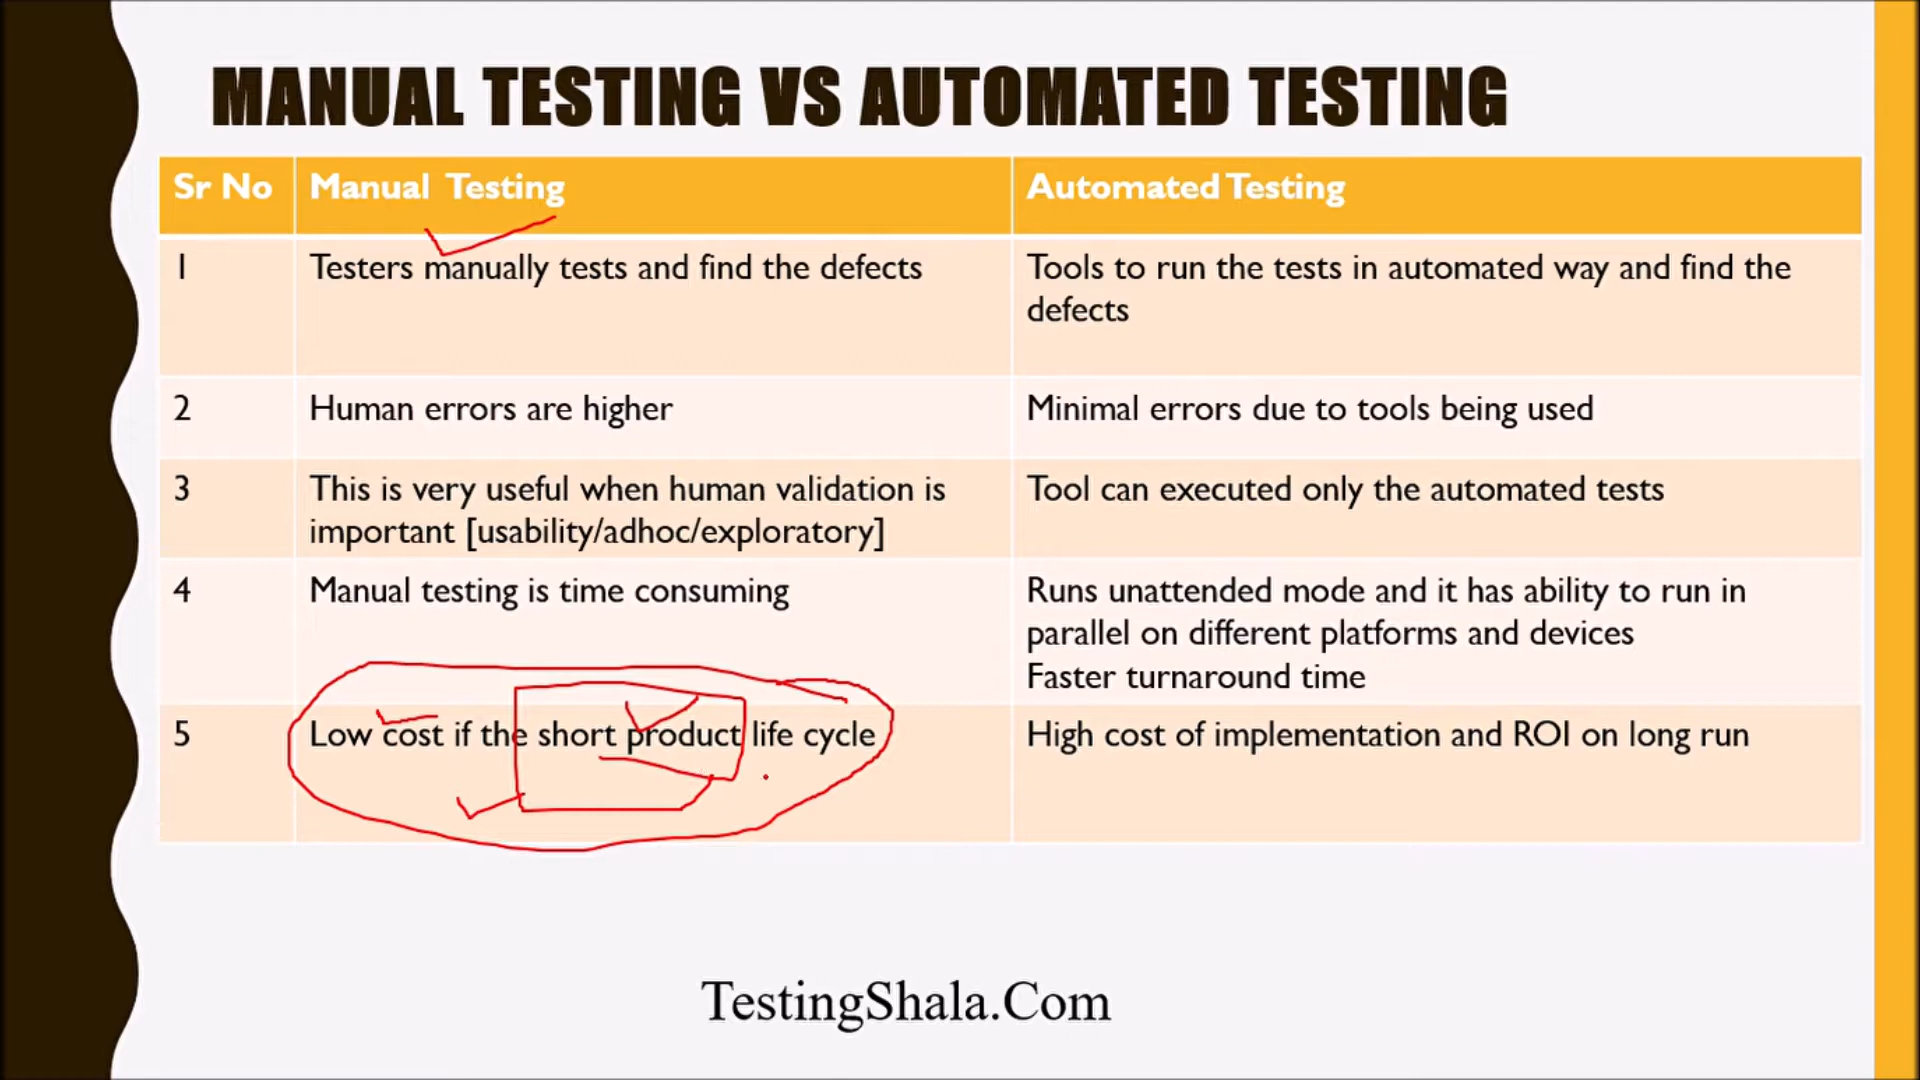 MANUAL TESTING VS AUTOMATED TESTING
Sr No Manual Testing Automated Testing
1 Testers manually tests and find the defects Tools to run the tests in automated way and find the
defects
2 Human errors are higher Minimal errors due to tools being used
3 This is very useful when human validation is Tool can executed only the automated tests
important [usability/adhoc/exploratory]
4 Manual testing is time consuming Runs unattended mode and it has ability to run in
parallel on different platforms and devices
Faster turnaround time
5 Low cost if the short product life cycle High cost of implementation and ROI on long run
TestingShala.Com